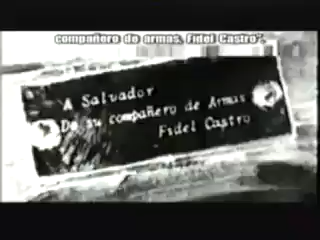 compañero de armas, Fidel Castro".
A Salvador
De su compañero de Armas
Fidel Castro